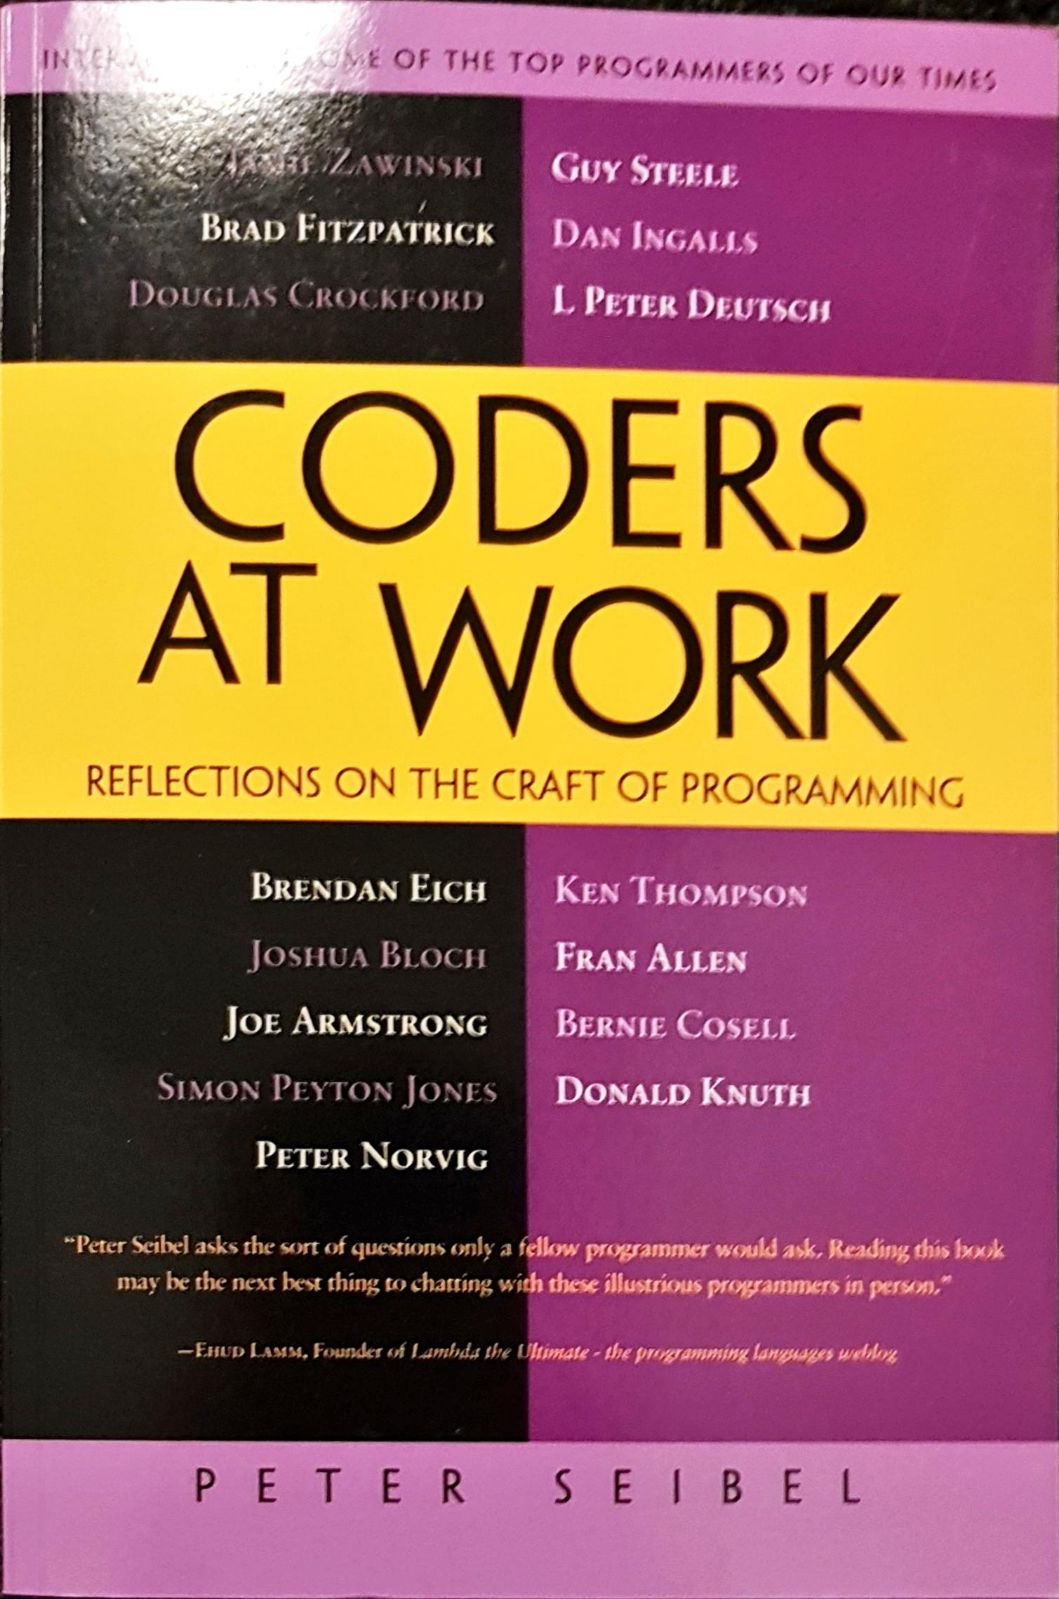 OF THE TOP PROGRAMMERS OF OUR TIMES
JAMIE ZAWINSKI
BRAD FITZPATRICK
DOUGLAS CROCKFORD
GUY STEELE
DAN INGALLS
L PETER DEUTSCH
CODERS
AT WORK
REFLECTIONS ON THE CRAFT OF PROGRAMMING
BRENDAN EICH
JOSHUA BLOCH
JOE ARMSTRONG
SIMON PEYTON JONES
PETER NORVIG
KEN THOMPSON
FRAN ALLEN
BERNIE COSELL
DONALD KNUTH
"Peter Seibel asks the sort of questions only a fellow programmer would ask. Reading this book
may be the next best thing to chatting with these illustrious programmers in person."
—EHUD LAMM, Founder of Lambda the Ultimate - the programming languages weblog
PETER SEIBEL